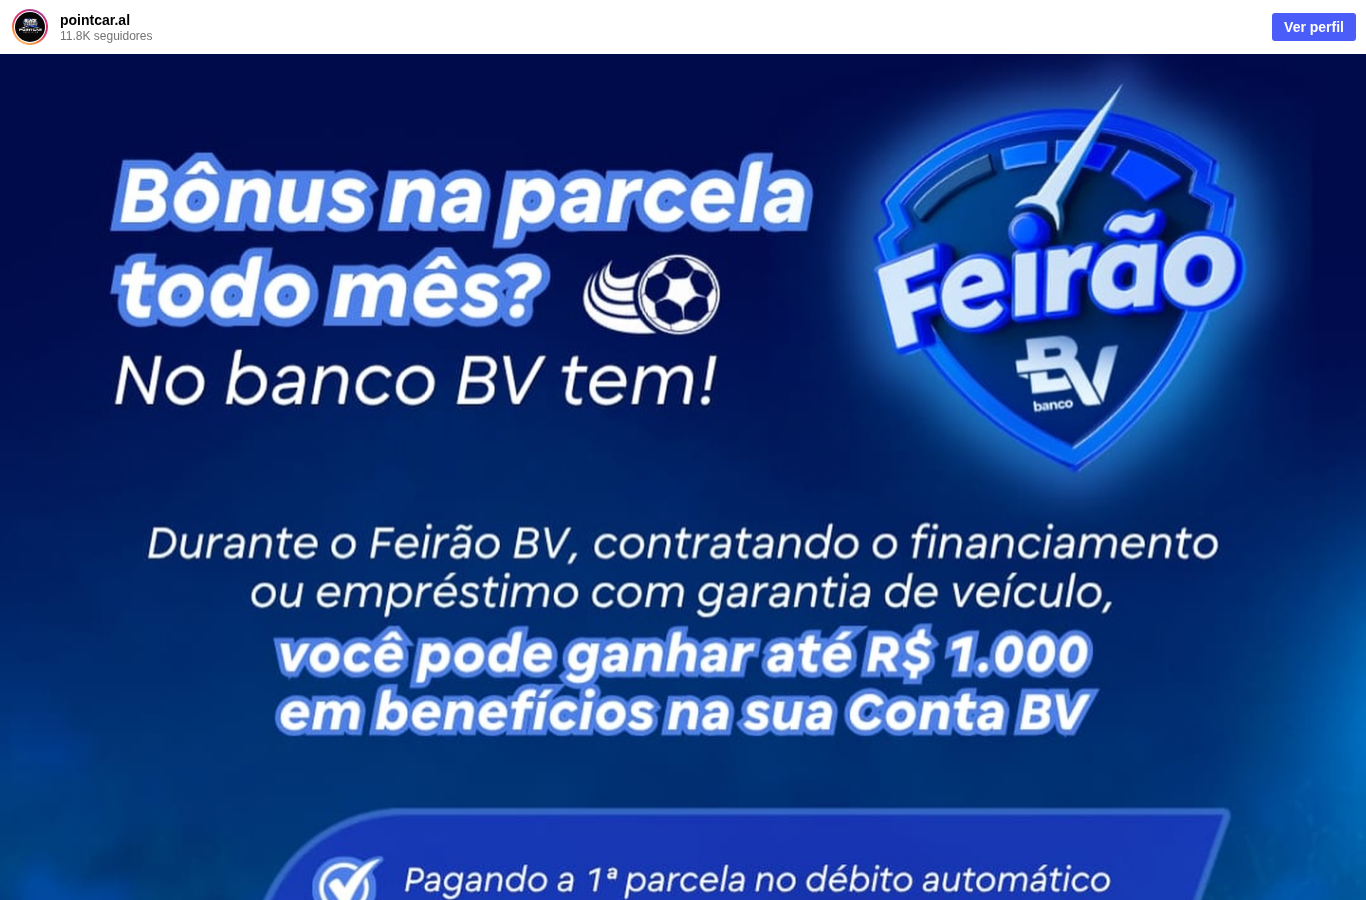 pointcar.al
11.8K seguidores
Ver perfil
Bônus na parcela
todo mês?
No banco BV tem!
Feirão
BV
banco
Durante o Feirão BV, contratando o financiamento
ou empréstimo com garantia de veículo,
você pode ganhar até R$ 1.000
em benefícios na sua Conta BV
Pagando a 1ª parcela no débito automático